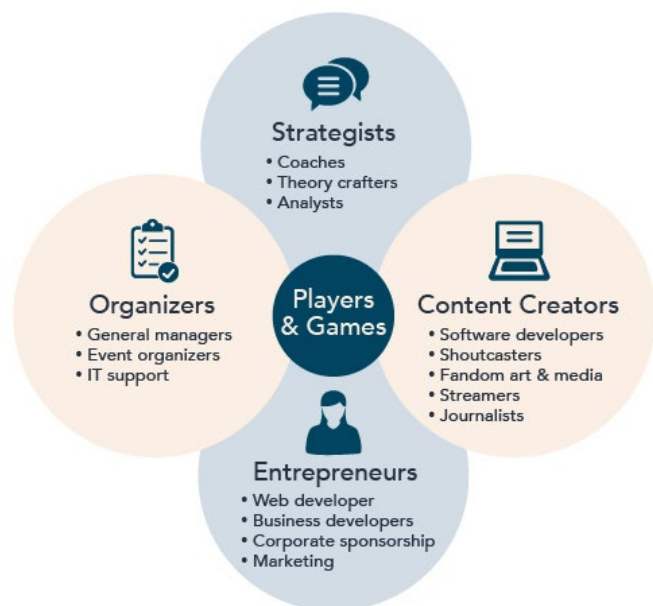 Strategists
• Coaches
• Theory crafters
• Analysts
Organizers
• General managers
• Event organizers
• IT support
Players
& Games
Content Creators
• Software developers
• Shoutcasters
• Fandom art & media
• Streamers
• Journalists
Entrepreneurs
• Web developer
• Business developers
• Corporate sponsorship
• Marketing